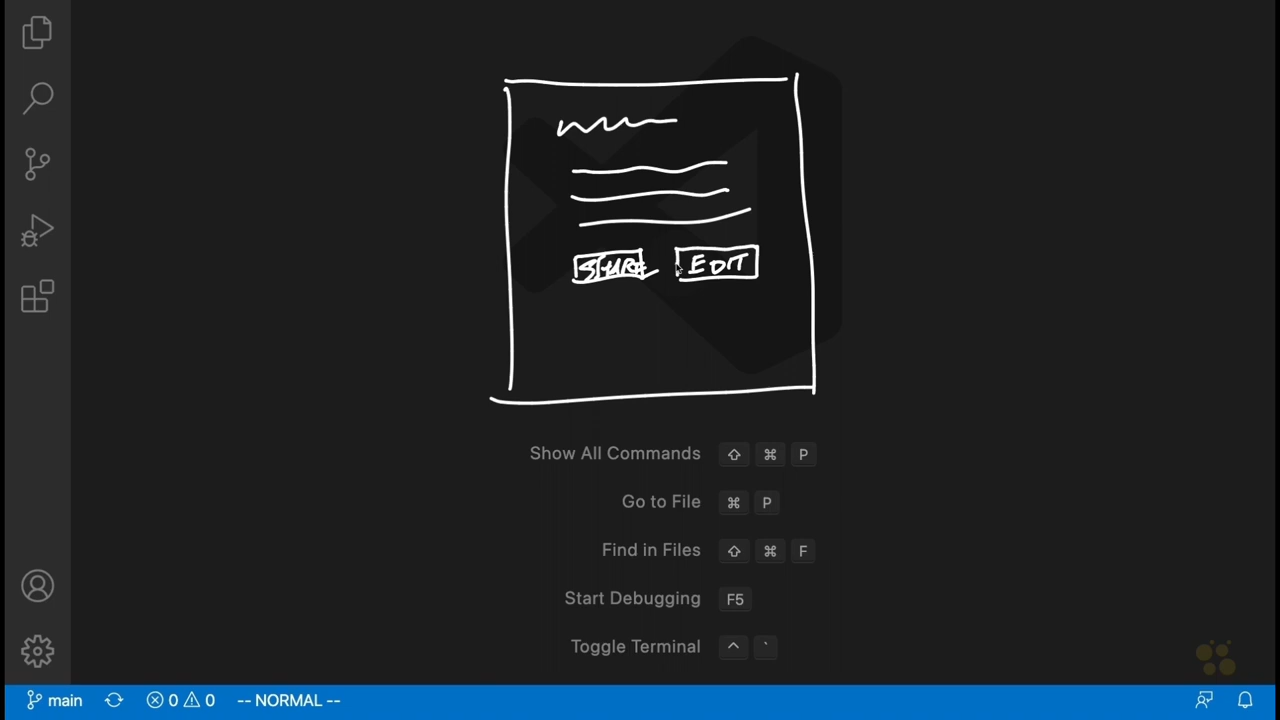 SHARE EDIT
Show All Commands ⇧ ⌘ P
Go to File ⌘ P
Find in Files ⇧ ⌘ F
Start Debugging F5
Toggle Terminal ^ `
main 0 0 -- NORMAL --